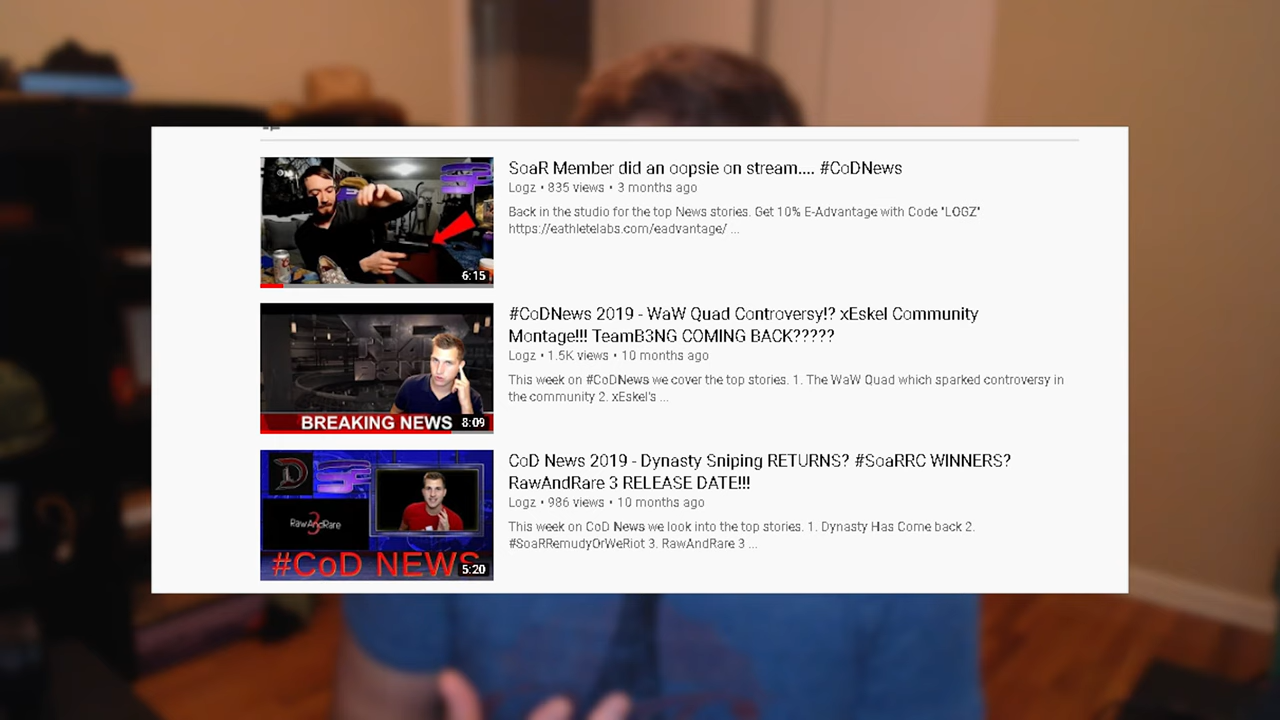 SoaR Member did an oopsie on stream.... #CoDNews
Logz • 835 views • 3 months ago
Back in the studio for the top News stories. Get 10% E-Advantage with Code "LOGZ"
https://eathletelabs.com/eadvantage/ ...
6:15
#CoDNews 2019 - WaW Quad Controversy!? xEskel Community
Montage!!! TeamB3NG COMING BACK?????
Logz • 1.5K views • 10 months ago
This week on #CoDNews we cover the top stories. 1. The WaW Quad which sparked controversy in
the community 2. xEskel's ...
BREAKING NEWS
8:09
CoD News 2019 - Dynasty Sniping RETURNS? #SoaRRC WINNERS?
RawAndRare 3 RELEASE DATE!!!
Logz • 986 views • 10 months ago
This week on CoD News we look into the top stories. 1. Dynasty Has Come back 2.
#SoaRRemudyOrWeRiot 3. RawAndRare 3 ...
RawAndRare
3
#CoD NEWS
5:20